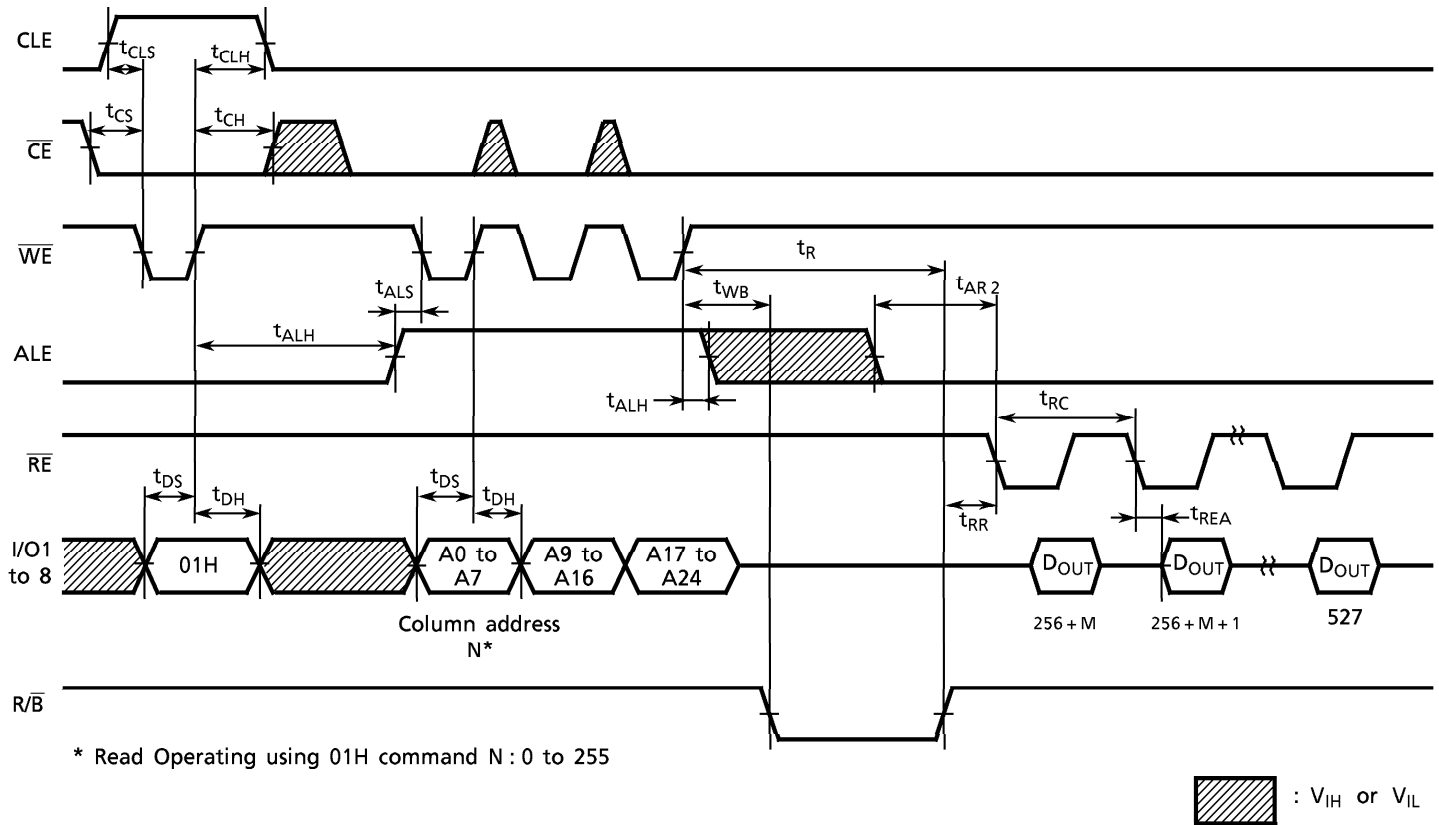 CLE
tCLS
tCLH
tCS
tCH
CE
WE
tR
tALS
tWB
tAR 2
tALH
ALE
tALH
tRC
RE
tDS
tDH
tDS
tDH
tRR
tREA
I/O1
to 8
01H
A0 to
A7
A9 to
A16
A17 to
A24
DOUT
DOUT
DOUT
Column address
N*
256 + M
256 + M + 1
527
R/B
* Read Operating using 01H command N : 0 to 255
: VIH or VIL